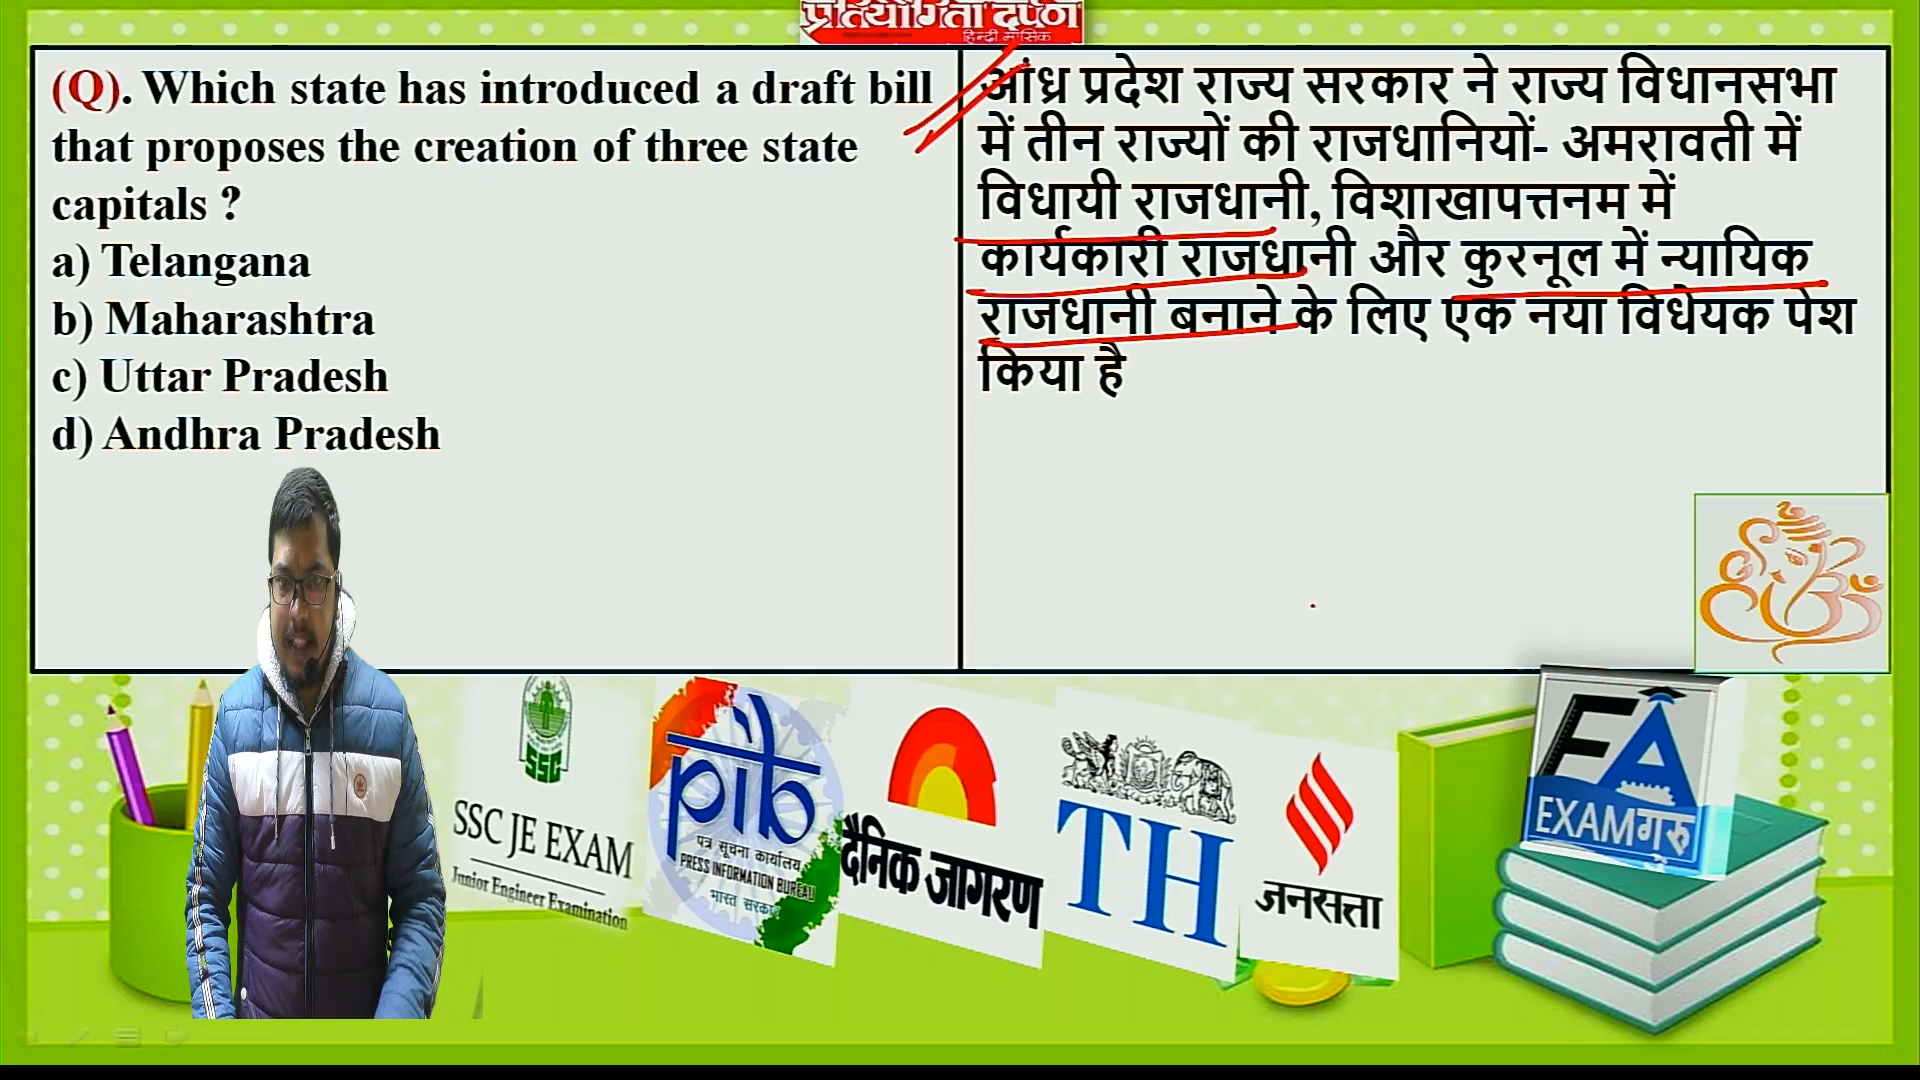 प्रतियोगिता दर्पण
हिन्दी मासिक
(Q). Which state has introduced a draft bill
that proposes the creation of three state
capitals ?
a) Telangana
b) Maharashtra
c) Uttar Pradesh
d) Andhra Pradesh
आंध्र प्रदेश राज्य सरकार ने राज्य विधानसभा
में तीन राज्यों की राजधानियों- अमरावती में
विधायी राजधानी, विशाखापत्तनम में
कार्यकारी राजधानी और कुरनूल में न्यायिक
राजधानी बनाने के लिए एक नया विधेयक पेश
किया है
SSC
SSC JE EXAM
Junior Engineer Examination
pib
पत्र सूचना कार्यालय
PRESS INFORMATION BUREAU
भारत सरकार
दैनिक जागरण
TH
जनसत्ता
FA
EXAMगुरु